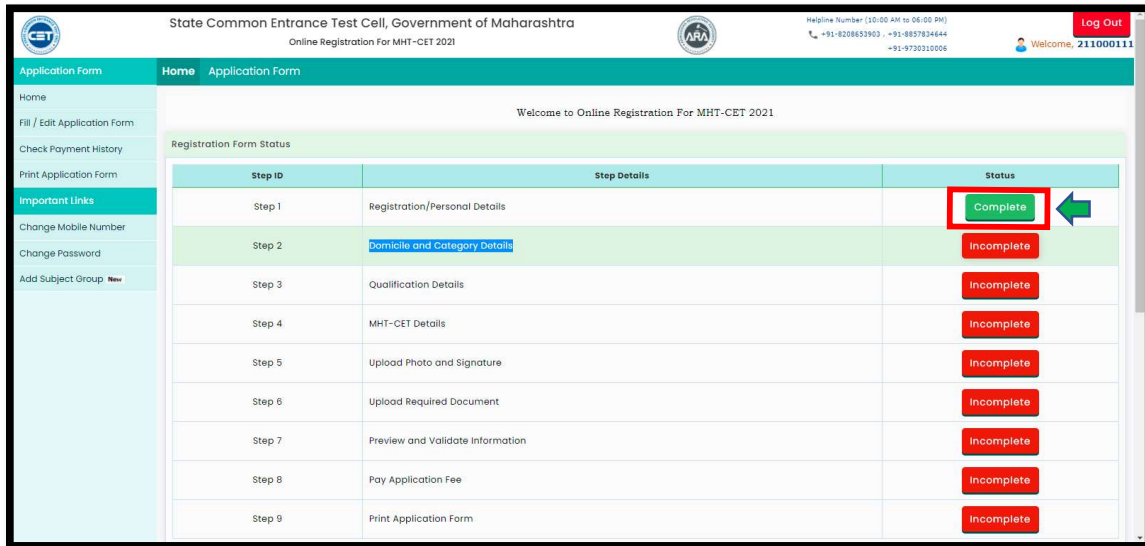 CET
State Common Entrance Test Cell, Government of Maharashtra
Online Registration For MHT-CET 2021
ARA
Helpline Number (10:00 AM to 06:00 PM)
+91-8208653903 , +91-8857834644
+91-9730310006
Log Out
Welcome, 211000111
Application Form
Home Application Form
Home
Fill / Edit Application Form
Check Payment History
Print Application Form
Important Links
Change Mobile Number
Change Password
Add Subject Group New
Welcome to Online Registration For MHT-CET 2021
Registration Form Status
Step ID Step Details Status
Step 1 Registration/Personal Details Complete
Step 2 Domicile and Category Details Incomplete
Step 3 Qualification Details Incomplete
Step 4 MHT-CET Details Incomplete
Step 5 Upload Photo and Signature Incomplete
Step 6 Upload Required Document Incomplete
Step 7 Preview and Validate Information Incomplete
Step 8 Pay Application Fee Incomplete
Step 9 Print Application Form Incomplete